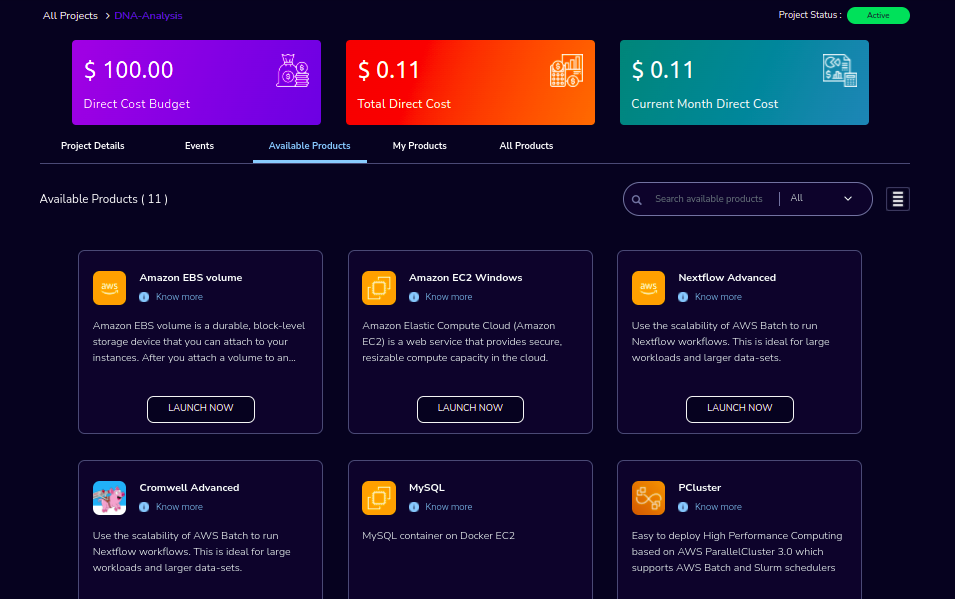 All Projects > DNA-Analysis
Project Status :
Active
$ 100.00
Direct Cost Budget
$ 0.11
Total Direct Cost
$ 0.11
Current Month Direct Cost
Project Details
Events
Available Products
My Products
All Products
Available Products ( 11 )
Search available products
All
aws
Amazon EBS volume
Know more
Amazon EBS volume is a durable, block-level
storage device that you can attach to your
instances. After you attach a volume to an...
LAUNCH NOW
Amazon EC2 Windows
Know more
Amazon Elastic Compute Cloud (Amazon
EC2) is a web service that provides secure,
resizable compute capacity in the cloud.
LAUNCH NOW
aws
Nextflow Advanced
Know more
Use the scalability of AWS Batch to run
Nextflow workflows. This is ideal for large
workloads and larger data-sets.
LAUNCH NOW
Cromwell Advanced
Know more
Use the scalability of AWS Batch to run
Nextflow workflows. This is ideal for large
workloads and larger data-sets.
MySQL
Know more
MySQL container on Docker EC2
PCluster
Know more
Easy to deploy High Performance Computing
based on AWS ParallelCluster 3.0 which
supports AWS Batch and Slurm schedulers